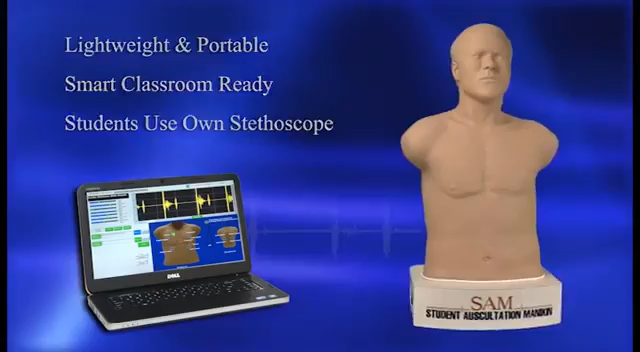 Lightweight & Portable
Smart Classroom Ready
Students Use Own Stethoscope
DELL
SAM
STUDENT AUSCULTATION MANIKIN